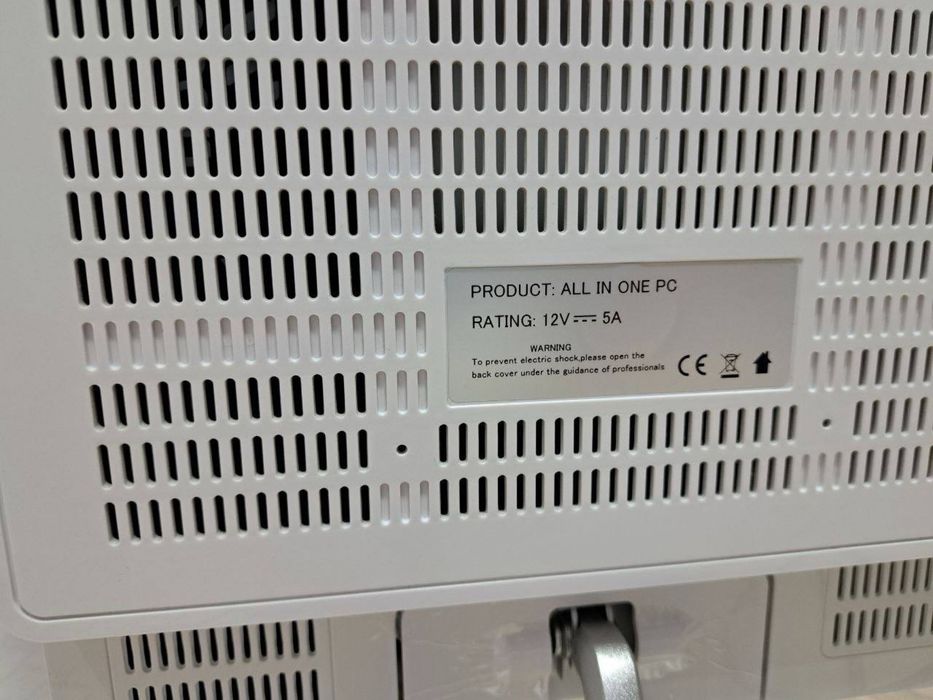 PRODUCT: ALL IN ONE PC
RATING: 12V⎓5A
WARNING
To prevent electric shock,please open the
back cover under the guidance of professionals
CE